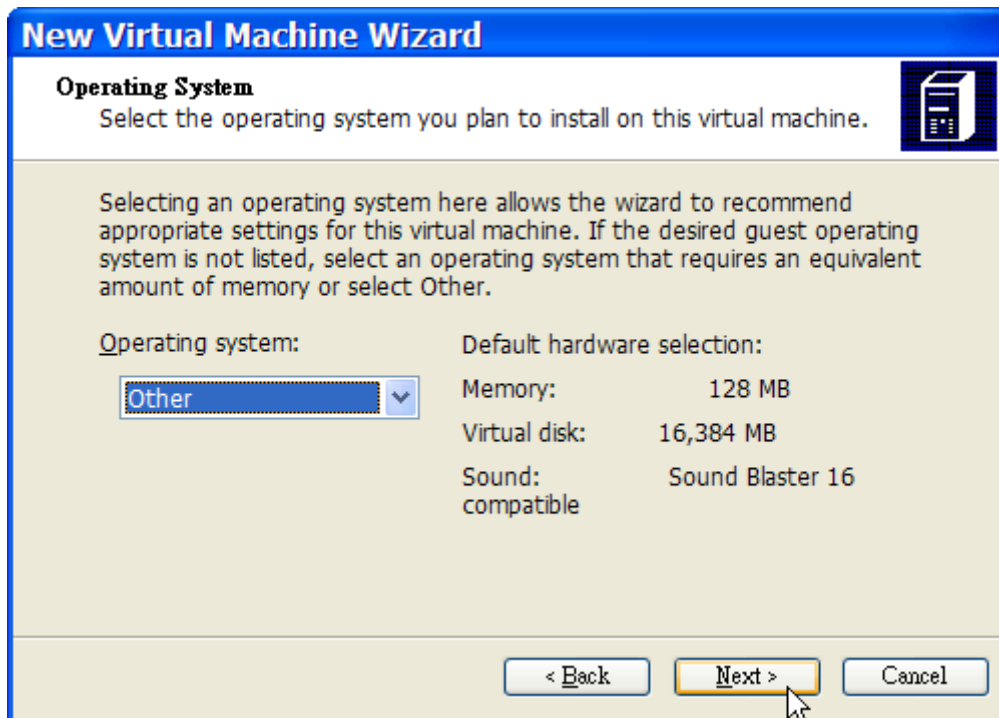 New Virtual Machine Wizard
Operating System
Select the operating system you plan to install on this virtual machine.
Selecting an operating system here allows the wizard to recommend
appropriate settings for this virtual machine. If the desired guest operating
system is not listed, select an operating system that requires an equivalent
amount of memory or select Other.
Operating system:
Other
Default hardware selection:
Memory: 128 MB
Virtual disk: 16,384 MB
Sound: Sound Blaster 16
compatible
< Back Next > Cancel